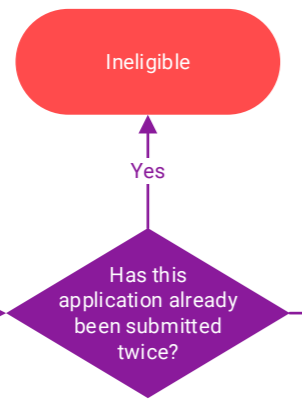 Ineligible
Yes
Has this
application already
been submitted
twice?